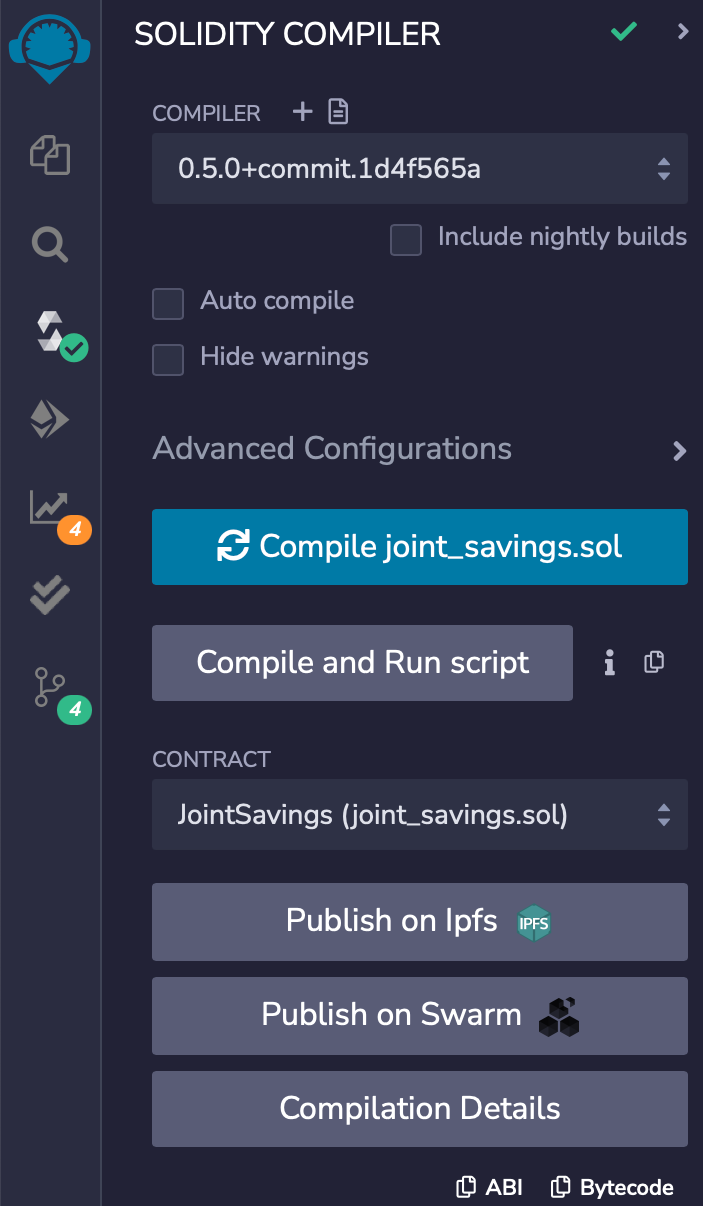 SOLIDITY COMPILER
COMPILER
0.5.0+commit.1d4f565a
Include nightly builds
Auto compile
Hide warnings
Advanced Configurations
4
Compile joint_savings.sol
Compile and Run script
4
CONTRACT
JointSavings (joint_savings.sol)
Publish on Ipfs IPFS
Publish on Swarm
Compilation Details
ABI Bytecode